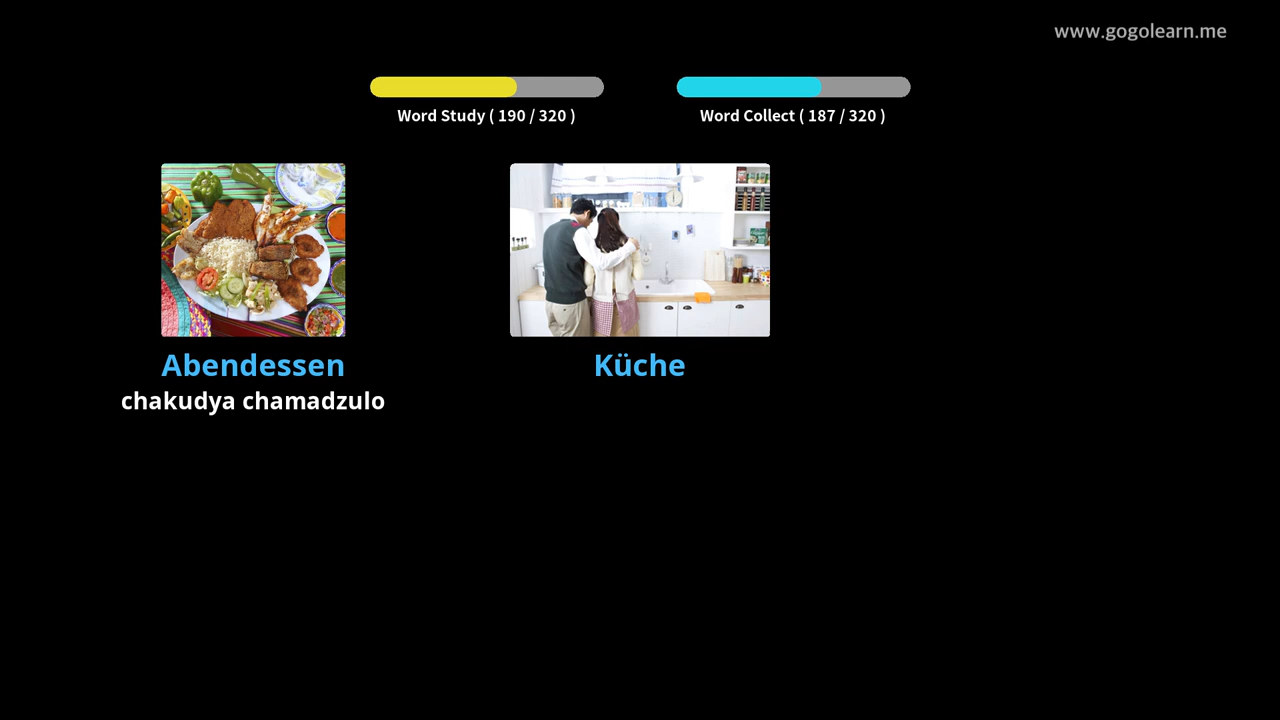 www.gogolearn.me
Word Study ( 190 / 320 )
Word Collect ( 187 / 320 )
Abendessen
chakudya chamadzulo
Küche